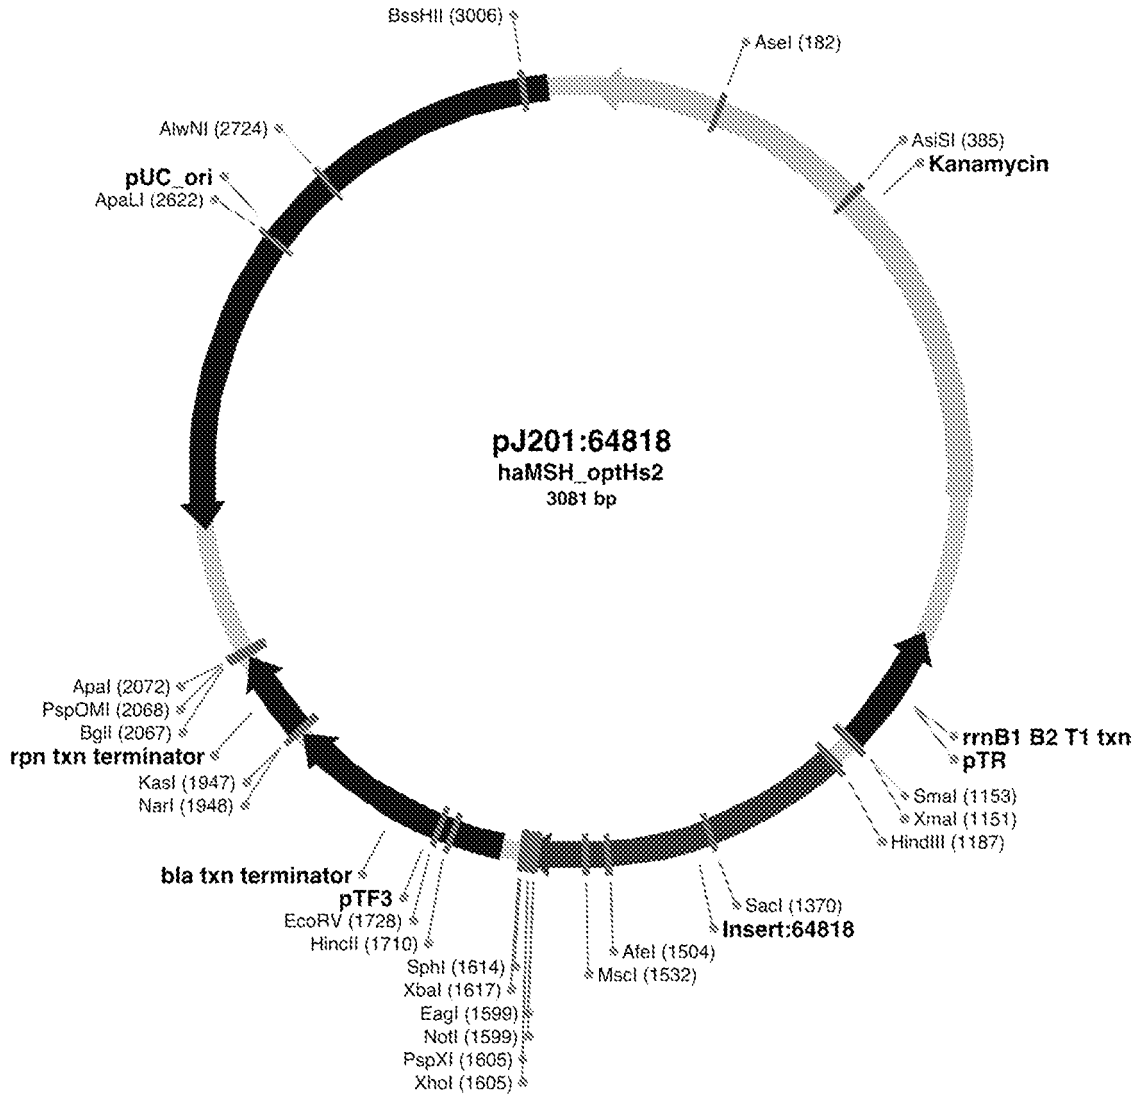 BssHII (3006)
AseI (182)
AlwNI (2724)
AsiSI (385)
Kanamycin
pUC_ori
ApaLI (2622)
pJ201:64818
haMSH_optHs2
3081 bp
ApaI (2072)
PspOMI (2068)
BglI (2067)
rpn txn terminator
KasI (1947)
NarI (1948)
rrnB1 B2 T1 txn
pTR
SmaI (1153)
XmaI (1151)
HindIII (1187)
bla txn terminator
pTF3
EcoRV (1728)
HincII (1710)
SacI (1370)
Insert:64818
AfeI (1504)
MscI (1532)
SphI (1614)
XbaI (1617)
EagI (1599)
NotI (1599)
PspXI (1605)
XhoI (1605)